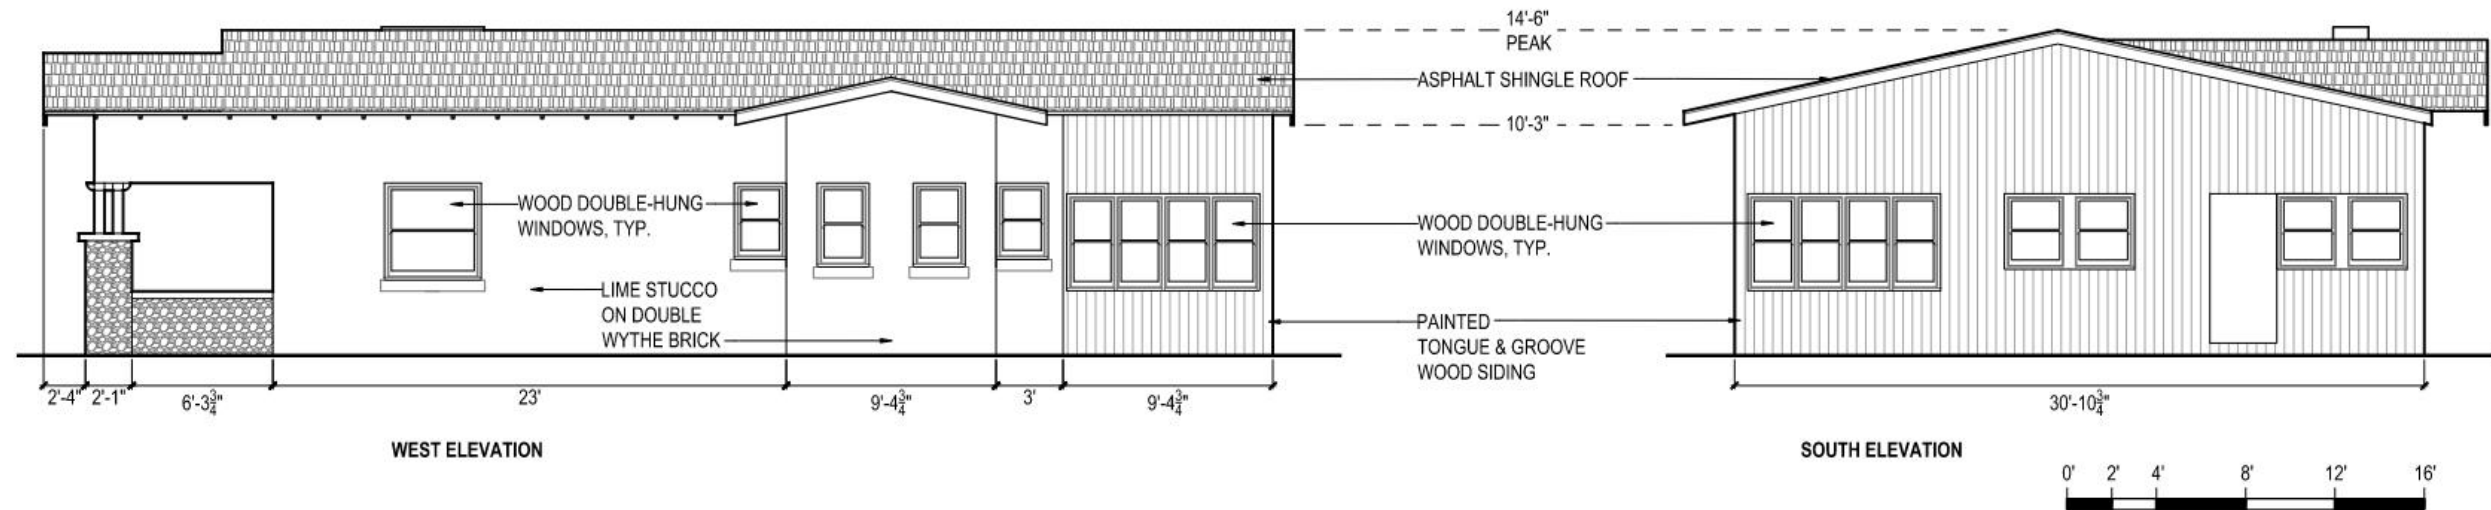 14'-6"
PEAK
ASPHALT SHINGLE ROOF
10'-3"
WOOD DOUBLE-HUNG
WINDOWS, TYP.
WOOD DOUBLE-HUNG
WINDOWS, TYP.
LIME STUCCO
ON DOUBLE
WYTHE BRICK
PAINTED
TONGUE & GROOVE
WOOD SIDING
2'-4" 2'-1" 6'-3¾" 23' 9'-4¾" 3' 9'-4¾" 30'-10¾"
WEST ELEVATION SOUTH ELEVATION
0' 2' 4' 8' 12' 16'